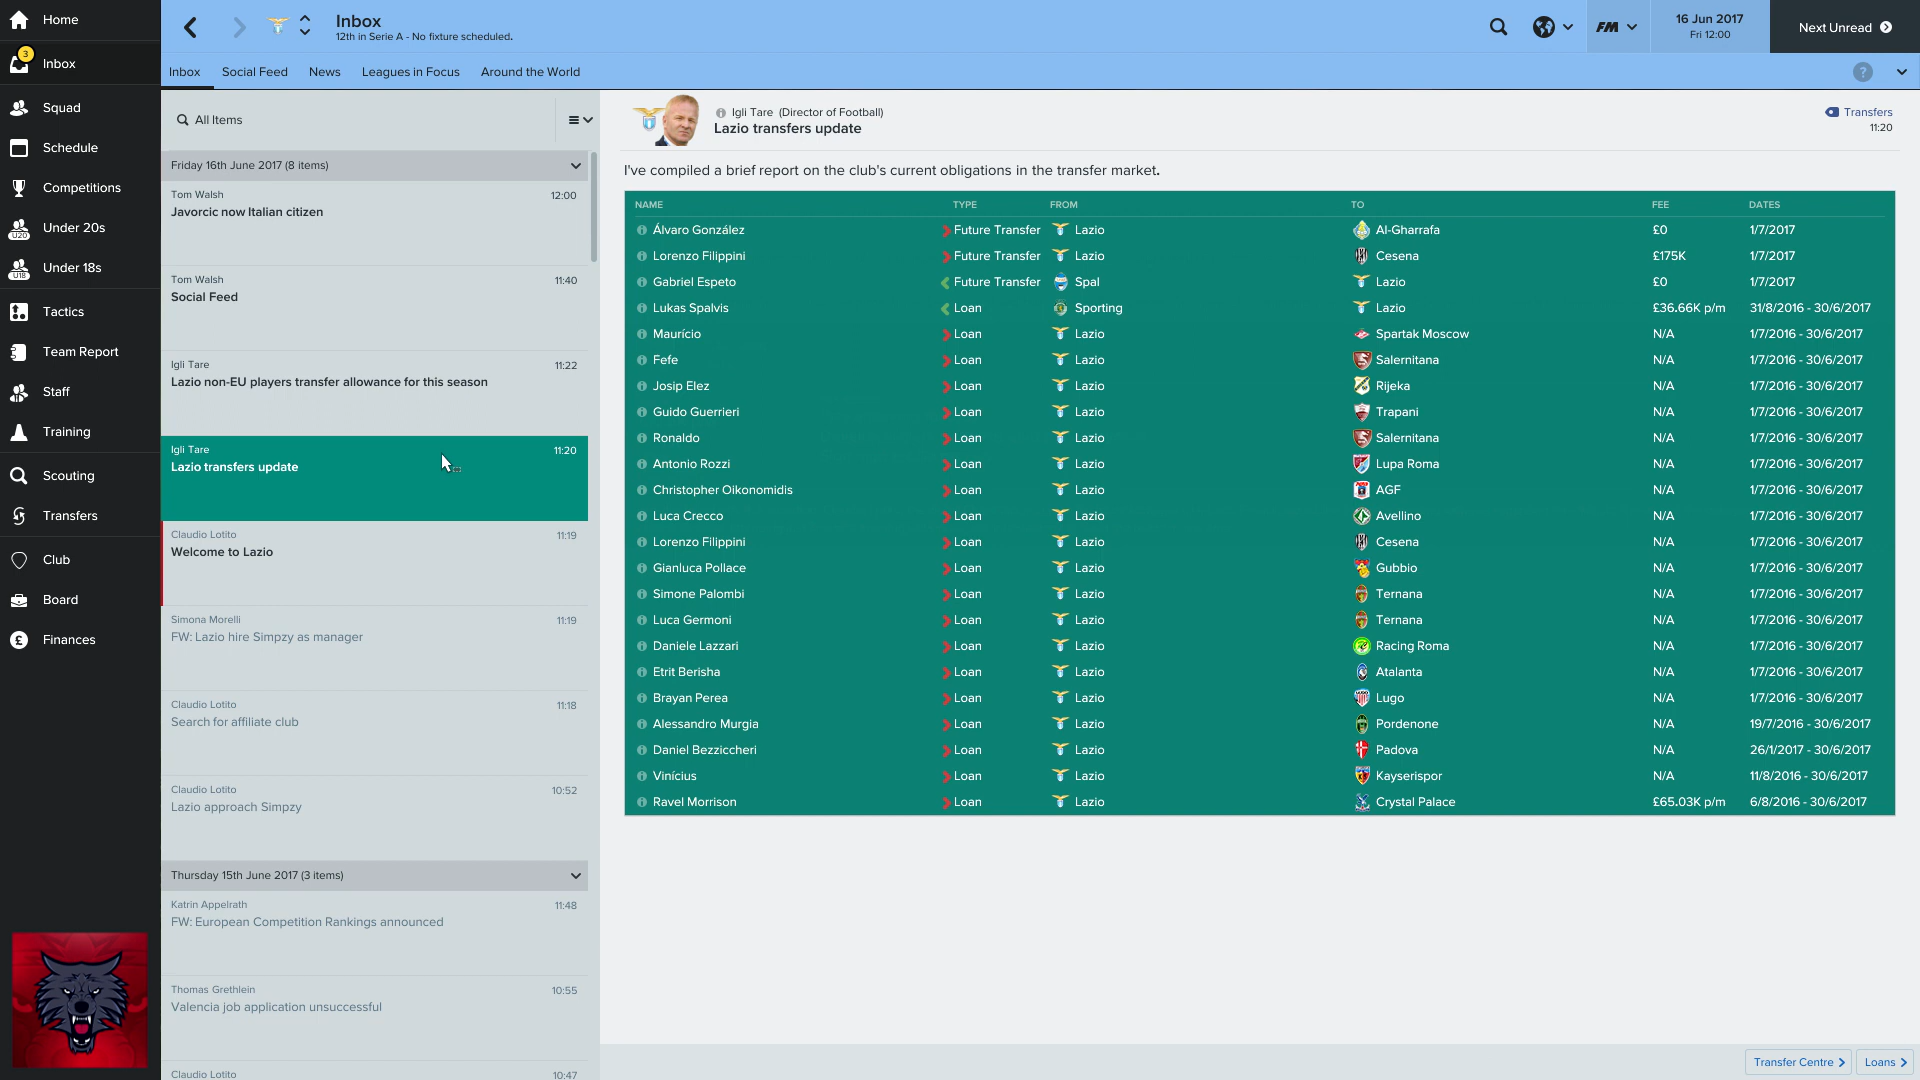 Home
Inbox
3
Squad
Schedule
Competitions
Under 20s
U20
Under 18s
U18
Tactics
Team Report
Staff
Training
Scouting
Transfers
Club
Board
Finances
Inbox
12th in Serie A - No fixture scheduled.
FM
16 Jun 2017
Fri 12:00
Next Unread
Inbox Social Feed News Leagues in Focus Around the World
?
All Items
Friday 16th June 2017 (8 items)
Tom Walsh 12:00
Javorcic now Italian citizen
Tom Walsh 11:40
Social Feed
Igli Tare 11:22
Lazio non-EU players transfer allowance for this season
Igli Tare 11:20
Lazio transfers update
Claudio Lotito 11:19
Welcome to Lazio
Simona Morelli 11:19
FW: Lazio hire Simpzy as manager
Claudio Lotito 11:18
Search for affiliate club
Claudio Lotito 10:52
Lazio approach Simpzy
Thursday 15th June 2017 (3 items)
Katrin Appelrath 11:48
FW: European Competition Rankings announced
Thomas Grethlein 10:55
Valencia job application unsuccessful
Claudio Lotito 10:47
Igli Tare (Director of Football)
Lazio transfers update
Transfers
11:20
I've compiled a brief report on the club's current obligations in the transfer market.
NAME TYPE FROM TO FEE DATES
Álvaro González Future Transfer Lazio Al-Gharrafa £0 1/7/2017
Lorenzo Filippini Future Transfer Lazio Cesena £175K 1/7/2017
Gabriel Espeto Future Transfer Spal Lazio £0 1/7/2017
Lukas Spalvis Loan Sporting Lazio £36.66K p/m 31/8/2016 - 30/6/2017
Maurício Loan Lazio Spartak Moscow N/A 1/7/2016 - 30/6/2017
Fefe Loan Lazio Salernitana N/A 1/7/2016 - 30/6/2017
Josip Elez Loan Lazio Rijeka N/A 1/7/2016 - 30/6/2017
Guido Guerrieri Loan Lazio Trapani N/A 1/7/2016 - 30/6/2017
Ronaldo Loan Lazio Salernitana N/A 1/7/2016 - 30/6/2017
Antonio Rozzi Loan Lazio Lupa Roma N/A 1/7/2016 - 30/6/2017
Christopher Oikonomidis Loan Lazio AGF N/A 1/7/2016 - 30/6/2017
Luca Crecco Loan Lazio Avellino N/A 1/7/2016 - 30/6/2017
Lorenzo Filippini Loan Lazio Cesena N/A 1/7/2016 - 30/6/2017
Gianluca Pollace Loan Lazio Gubbio N/A 1/7/2016 - 30/6/2017
Simone Palombi Loan Lazio Ternana N/A 1/7/2016 - 30/6/2017
Luca Germoni Loan Lazio Ternana N/A 1/7/2016 - 30/6/2017
Daniele Lazzari Loan Lazio Racing Roma N/A 1/7/2016 - 30/6/2017
Etrit Berisha Loan Lazio Atalanta N/A 1/7/2016 - 30/6/2017
Brayan Perea Loan Lazio Lugo N/A 1/7/2016 - 30/6/2017
Alessandro Murgia Loan Lazio Pordenone N/A 19/7/2016 - 30/6/2017
Daniel Bezziccheri Loan Lazio Padova N/A 26/1/2017 - 30/6/2017
Vinícius Loan Lazio Kayserispor N/A 11/8/2016 - 30/6/2017
Ravel Morrison Loan Lazio Crystal Palace £65.03K p/m 6/8/2016 - 30/6/2017
Transfer Centre Loans